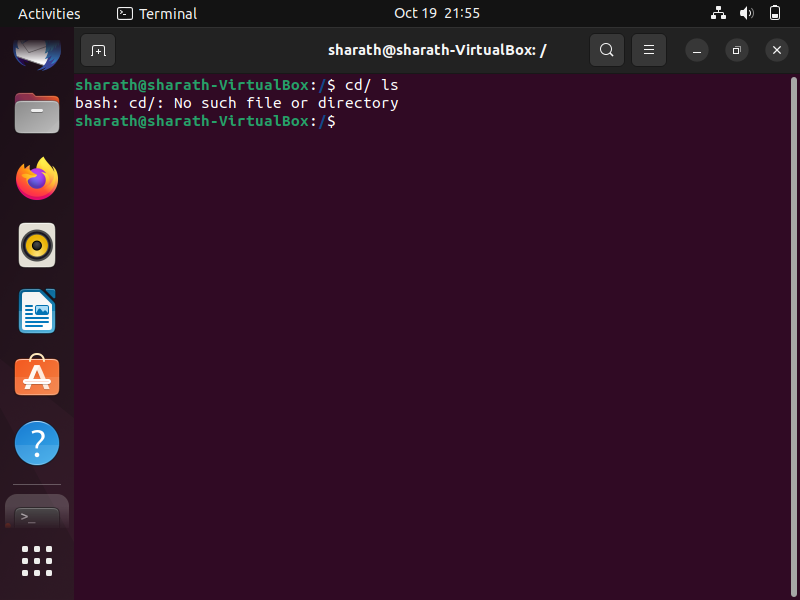 Activities
Terminal
Oct 19 21:55
sharath@sharath-VirtualBox: /
sharath@sharath-VirtualBox:/$ cd/ ls
bash: cd/: No such file or directory
sharath@sharath-VirtualBox:/$